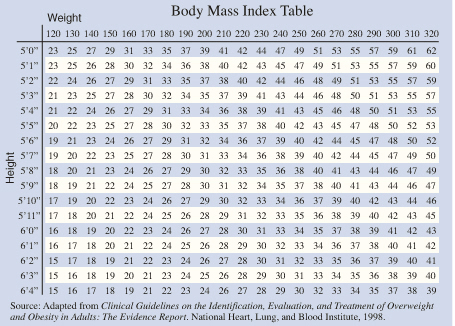 Body Mass Index Table
Weight
120 130 140 150 160 170 180 190 200 210 220 230 240 250 260 270 280 290 300 310 320
Height
5'0" 23 25 27 29 31 33 35 37 39 41 42 44 47 49 51 53 55 57 59 61 62
5'1" 23 25 26 28 30 32 34 36 38 40 42 43 45 47 49 51 53 55 57 59 60
5'2" 22 24 26 27 29 31 33 35 37 38 40 42 44 46 48 49 51 53 55 57 59
5'3" 21 23 25 27 28 30 32 34 35 37 39 41 43 44 46 48 50 51 53 55 57
5'4" 21 22 24 26 27 29 31 33 34 36 38 39 41 43 45 46 48 50 51 53 55
5'5" 20 22 23 25 27 28 30 32 33 35 37 38 40 42 43 45 47 48 50 52 53
5'6" 19 21 23 24 26 27 29 31 32 34 36 37 39 40 42 44 45 47 48 50 52
5'7" 19 20 22 23 25 27 28 30 31 33 34 36 38 39 40 42 44 45 47 49 50
5'8" 18 20 21 23 24 26 27 29 30 32 33 35 36 38 40 41 43 44 46 47 49
5'9" 18 19 21 22 24 25 27 28 30 31 32 34 35 37 38 40 41 43 44 46 47
5'10" 17 19 20 22 23 24 26 27 29 30 32 33 34 36 37 39 40 42 43 44 46
5'11" 17 18 20 21 22 24 25 26 28 29 31 32 33 35 36 38 39 40 42 43 45
6'0" 16 18 19 20 22 23 24 26 27 28 30 31 33 34 35 37 38 39 41 42 43
6'1" 16 17 18 20 21 22 24 25 26 28 29 30 32 33 34 36 37 38 40 41 42
6'2" 15 17 18 19 21 22 23 24 26 27 28 30 31 32 33 35 36 37 39 40 41
6'3" 15 16 18 19 20 21 23 24 25 26 28 29 30 31 33 34 35 36 38 39 40
6'4" 15 16 17 18 20 21 22 23 24 26 27 28 29 30 32 33 34 35 37 38 39
Source: Adapted from Clinical Guidelines on the Identification, Evaluation, and Treatment of Overweight
and Obesity in Adults: The Evidence Report. National Heart, Lung, and Blood Institute, 1998.